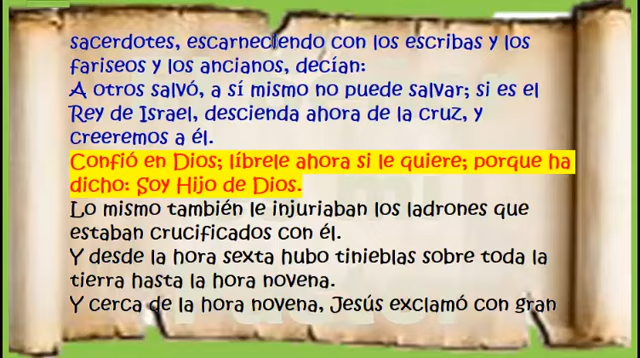 sacerdotes, escarneciendo con los escribas y los
fariseos y los ancianos, decían:
A otros salvó, a sí mismo no puede salvar; si es el
Rey de Israel, descienda ahora de la cruz, y
creeremos a él.
Confió en Dios; líbrele ahora si le quiere; porque ha
dicho: Soy Hijo de Dios.
Lo mismo también le injuriaban los ladrones que
estaban crucificados con él.
Y desde la hora sexta hubo tinieblas sobre toda la
tierra hasta la hora novena.
Y cerca de la hora novena, Jesús exclamó con gran